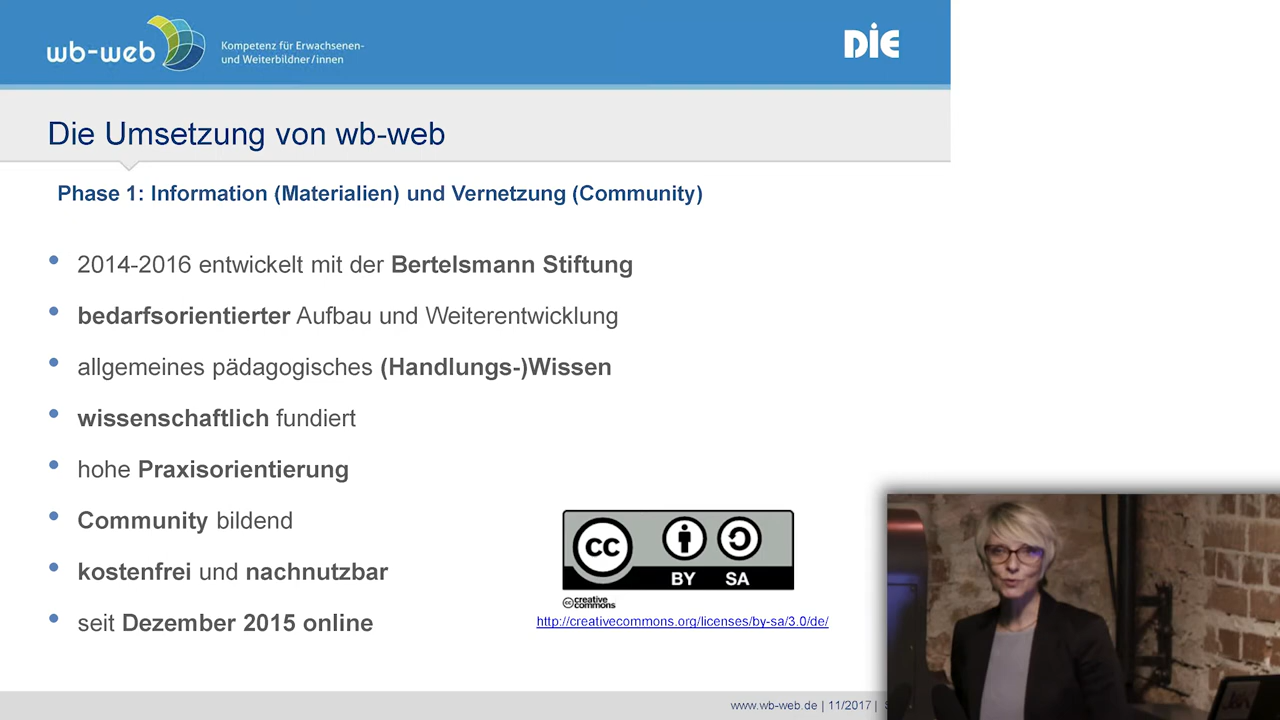 wb-web
Kompetenz für Erwachsenen-
und Weiterbildner/innen
DIE
Die Umsetzung von wb-web
Phase 1: Information (Materialien) und Vernetzung (Community)
• 2014-2016 entwickelt mit der Bertelsmann Stiftung
• bedarfsorientierter Aufbau und Weiterentwicklung
• allgemeines pädagogisches (Handlungs-)Wissen
• wissenschaftlich fundiert
• hohe Praxisorientierung
• Community bildend
• kostenfrei und nachnutzbar
• seit Dezember 2015 online
cc
BY SA
cc creative commons
http://creativecommons.org/licenses/by-sa/3.0/de/
www.wb-web.de | 11/2017 |